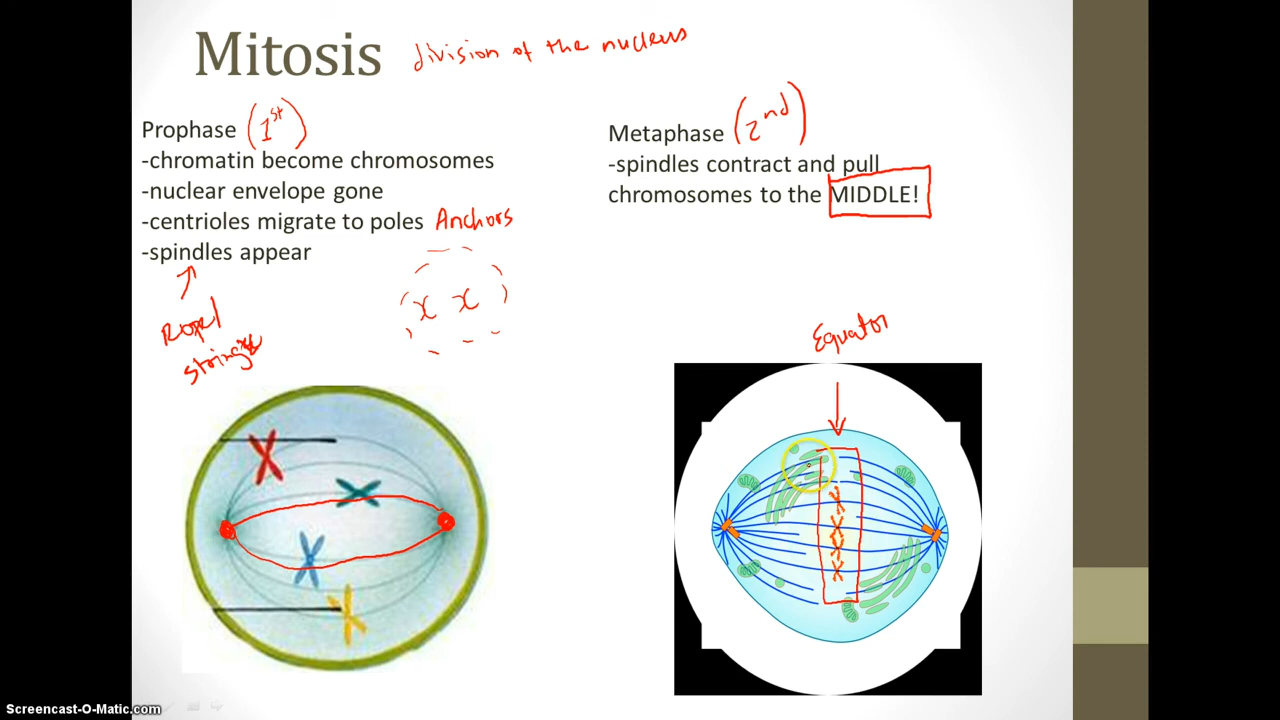 Mitosis division of the nucleus
Prophase (1st)
-chromatin become chromosomes
-nuclear envelope gone
-centrioles migrate to poles Anchors
-spindles appear
Metaphase (2nd)
-spindles contract and pull
chromosomes to the MIDDLE!
x x
Equator
Screencast-O-Matic.com